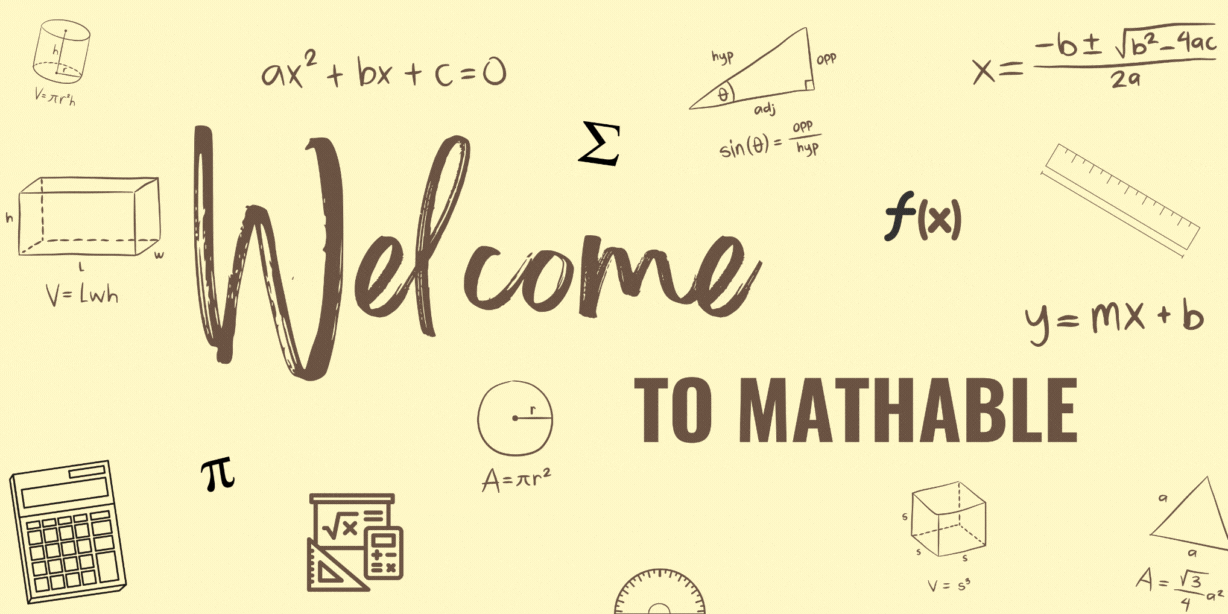 h
r
V=πr²h
ax² + bx + c = 0
hyp
opp
θ
adj
sin(θ) = opp/hyp
x = −b ± √b² − 4ac / 2a
Σ
Welcome
f(x)
h
L
w
V = Lwh
y = mx + b
TO MATHABLE
r
A = πr²
π
√x
s
s
s
V = s³
a
a
A = √3/4 a²